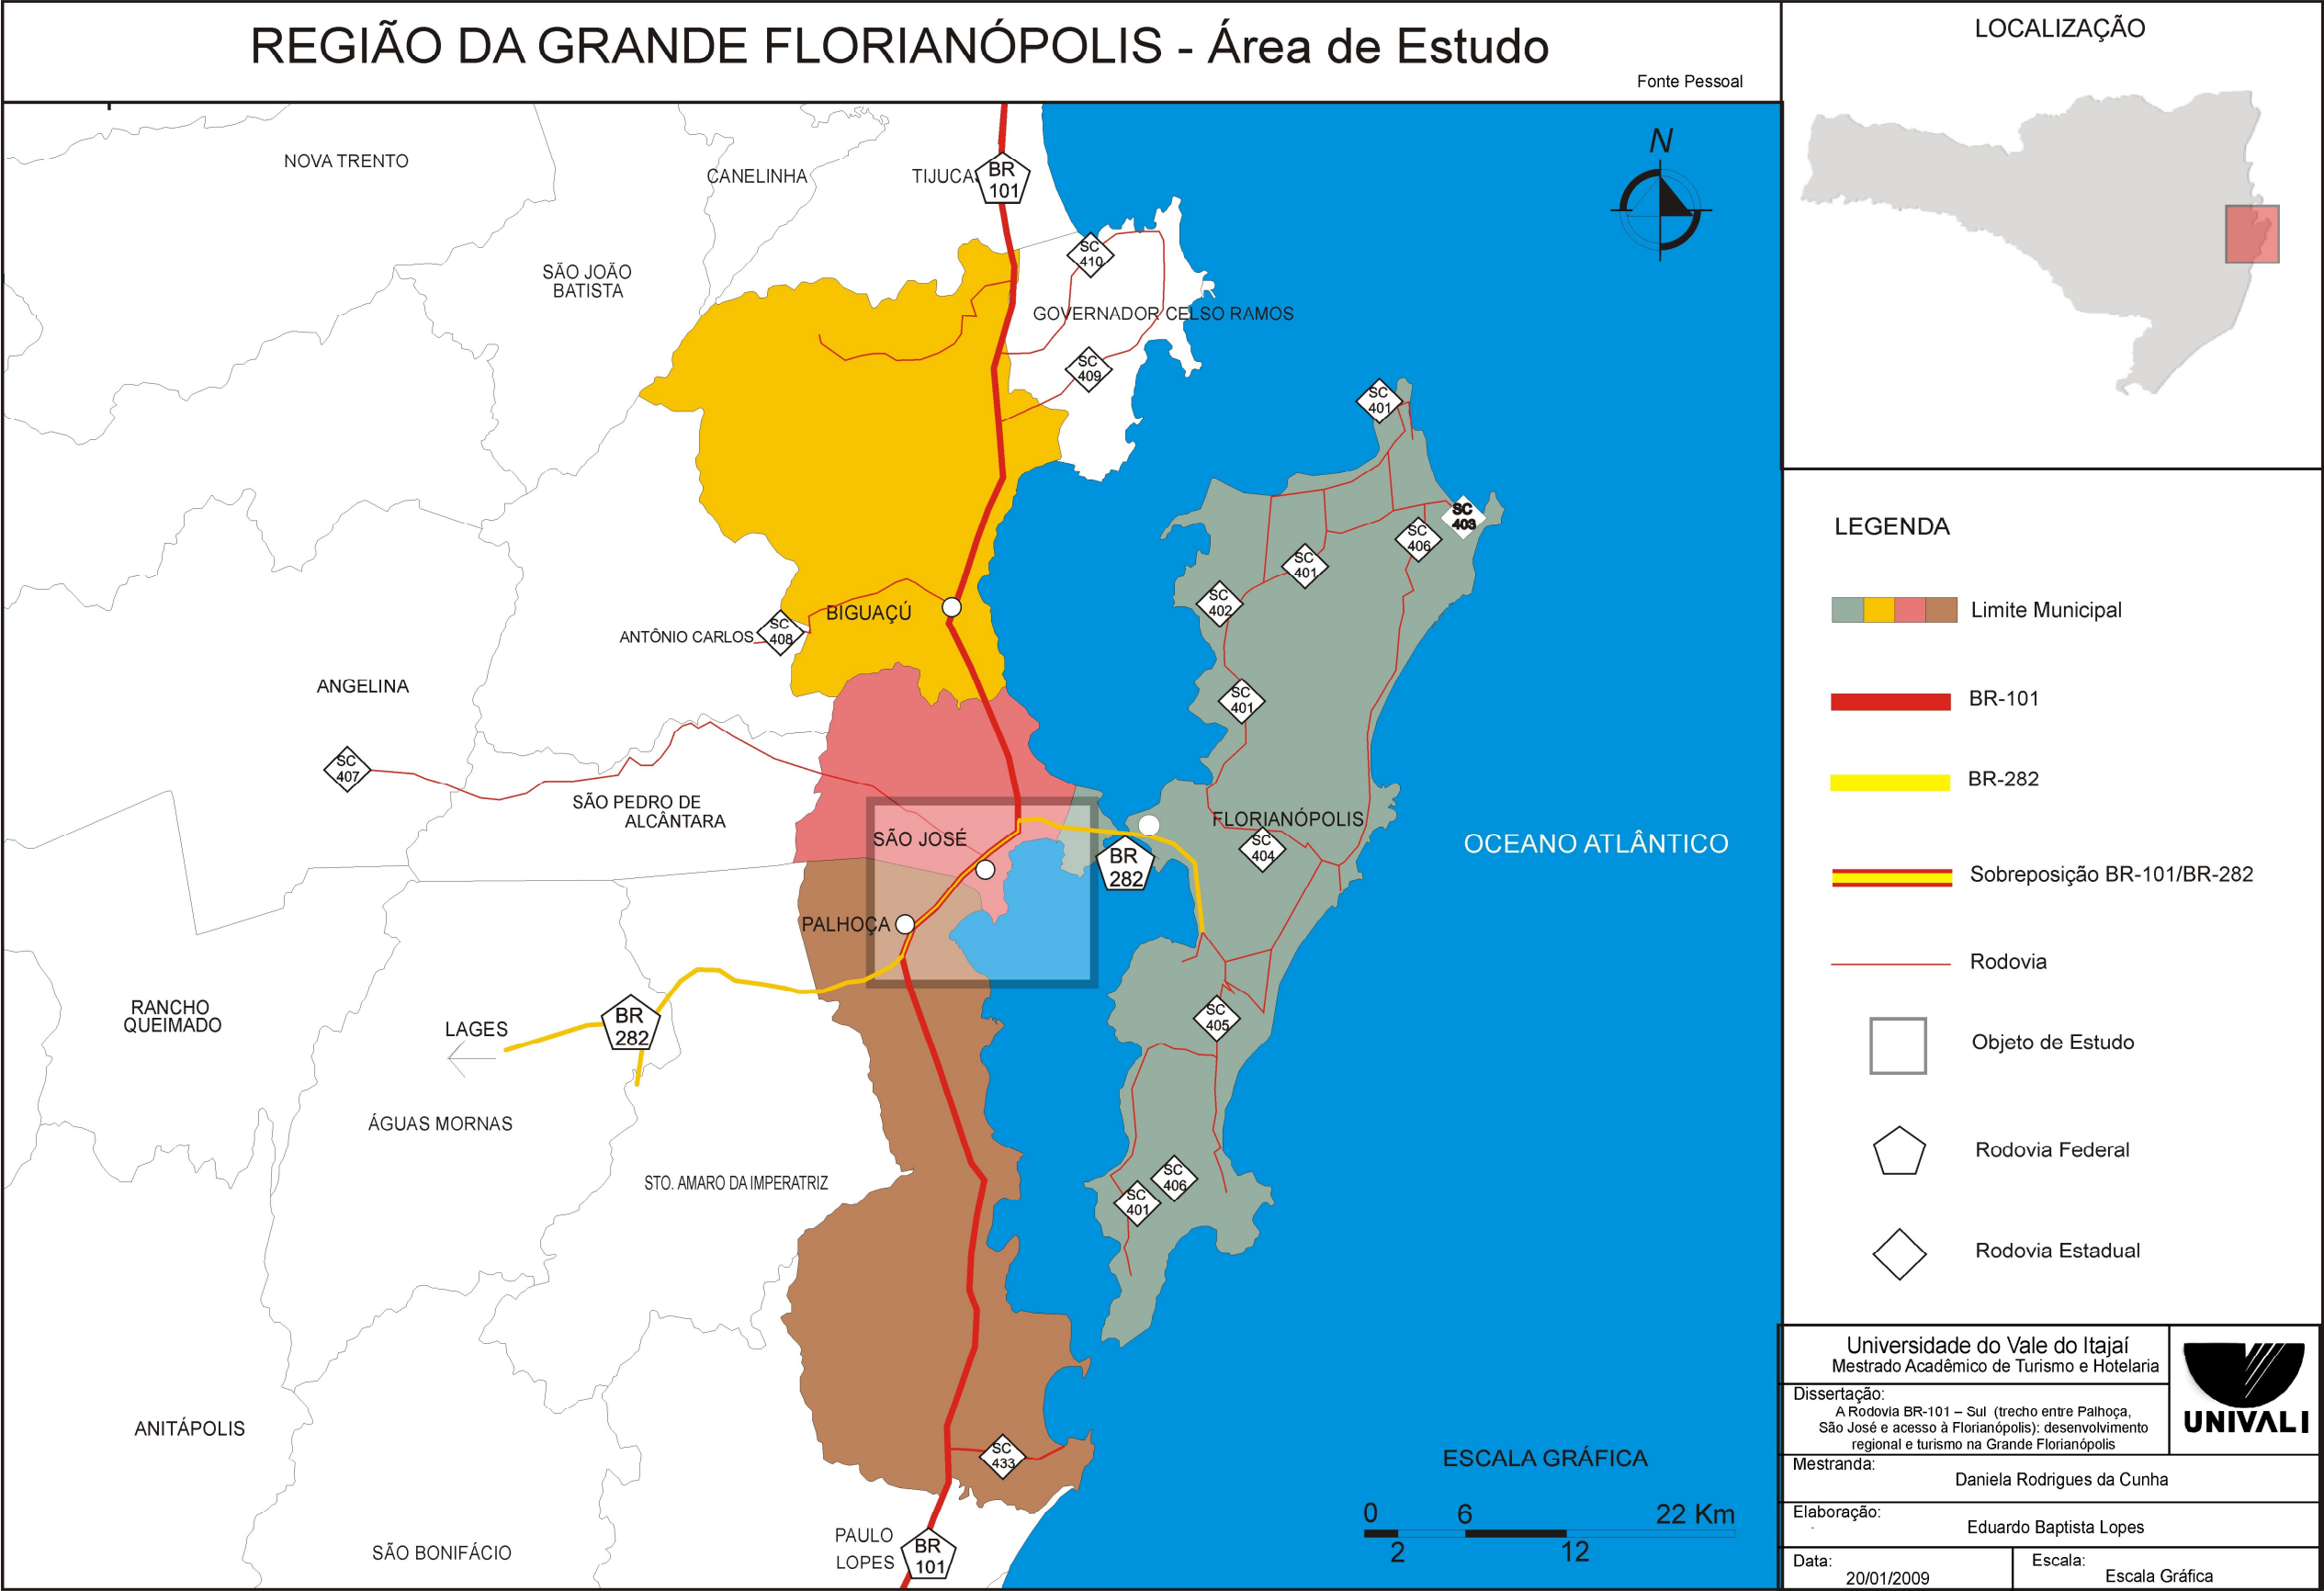 REGIÃO DA GRANDE FLORIANÓPOLIS - Área de Estudo
Fonte Pessoal
LOCALIZAÇÃO
N
NOVA TRENTO
CANELINHA
TIJUCAS
BR
101
SÃO JOÃO
BATISTA
SC
410
GOVERNADOR CELSO RAMOS
SC
409
SC
401
SC
403
SC
406
SC
401
SC
402
BIGUAÇÚ
ANTÔNIO CARLOS
SC
408
ANGELINA
SC
401
SC
407
SÃO PEDRO DE
ALCÂNTARA
SÃO JOSÉ
FLORIANÓPOLIS
SC
404
BR
282
OCEANO ATLÂNTICO
PALHOÇA
RANCHO
QUEIMADO
LAGES
BR
282
SC
405
ÁGUAS MORNAS
STO. AMARO DA IMPERATRIZ
SC
406
SC
401
ANITÁPOLIS
SC
433
SÃO BONIFÁCIO
PAULO
LOPES
BR
101
ESCALA GRÁFICA
0 6 22 Km
2 12
LEGENDA
Limite Municipal
BR-101
BR-282
Sobreposição BR-101/BR-282
Rodovia
Objeto de Estudo
Rodovia Federal
Rodovia Estadual
Universidade do Vale do Itajaí
Mestrado Acadêmico de Turismo e Hotelaria
UNIVALI
Dissertação:
A Rodovia BR-101 – Sul (trecho entre Palhoça,
São José e acesso à Florianópolis): desenvolvimento
regional e turismo na Grande Florianópolis
Mestranda:
Daniela Rodrigues da Cunha
Elaboração:
Eduardo Baptista Lopes
Data:
20/01/2009
Escala:
Escala Gráfica